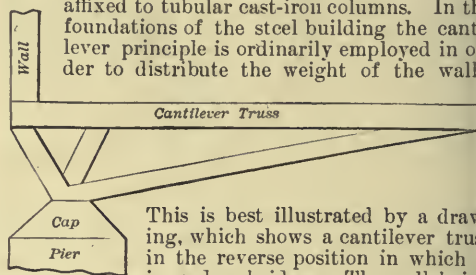 affixed to tubular cast-iron columns. In th
foundations of the steel building the cant
lever principle is ordinarily employed in o
der to distribute the weight of the wall
Wall
Cantilever Truss
This is best illustrated by a draw
ing, which shows a cantilever trus
in the reverse position in which
Cap
Pier